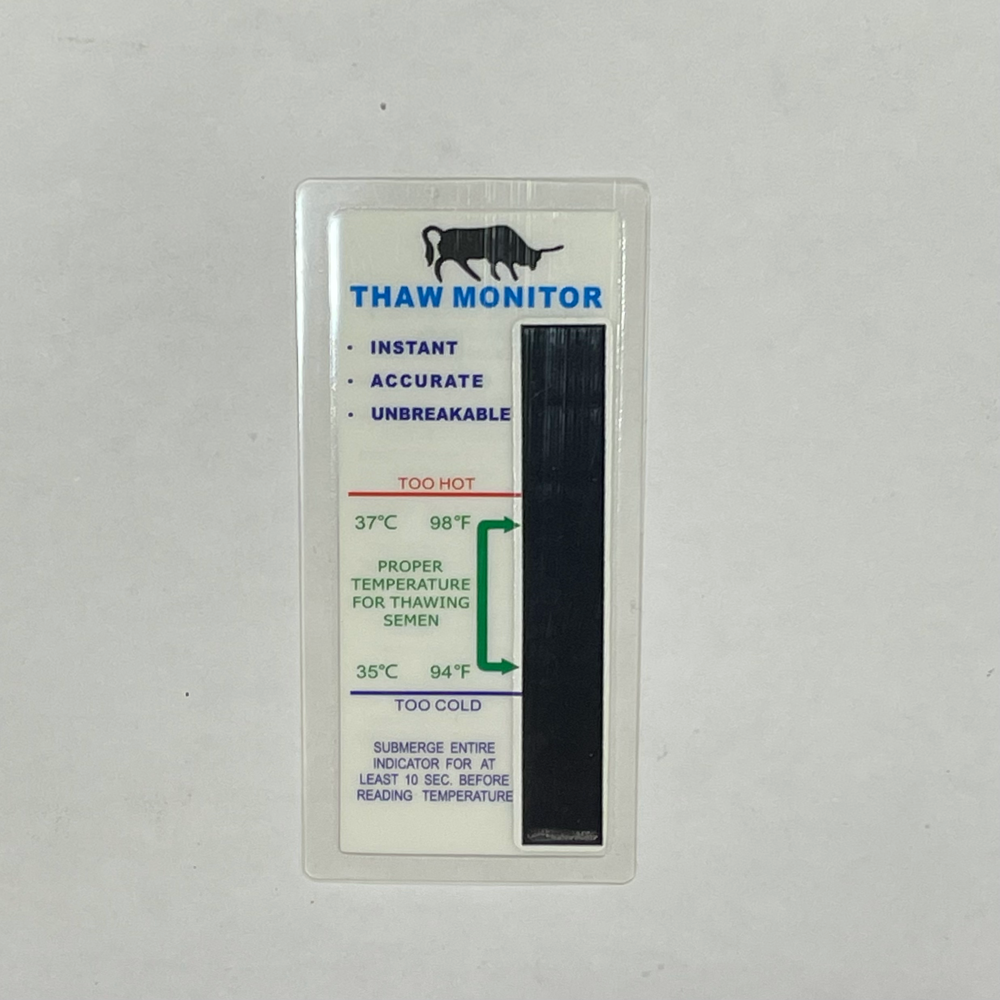 THAW MONITOR
• INSTANT
• ACCURATE
• UNBREAKABLE
TOO HOT
37°C 98°F
PROPER
TEMPERATURE
FOR THAWING
SEMEN
35°C 94°F
TOO COLD
SUBMERGE ENTIRE
INDICATOR FOR AT
LEAST 10 SEC. BEFORE
READING TEMPERATURE